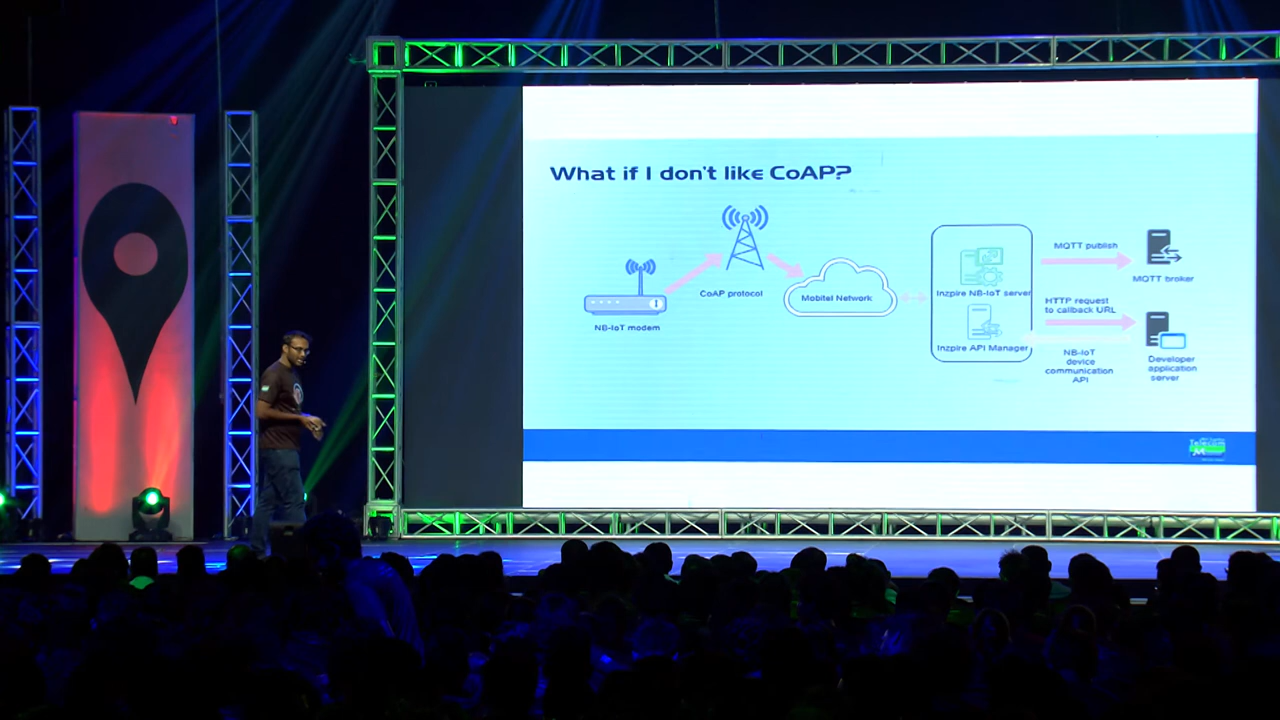 What if I don't like CoAP?
CoAP protocol
NB-IoT modem
Mobitel Network
Inzpire NB-IoT server
Inzpire API Manager
MQTT publish
MQTT broker
HTTP request
to callback URL
NB-IoT
device
communication
API
Developer
application
server
Telecom